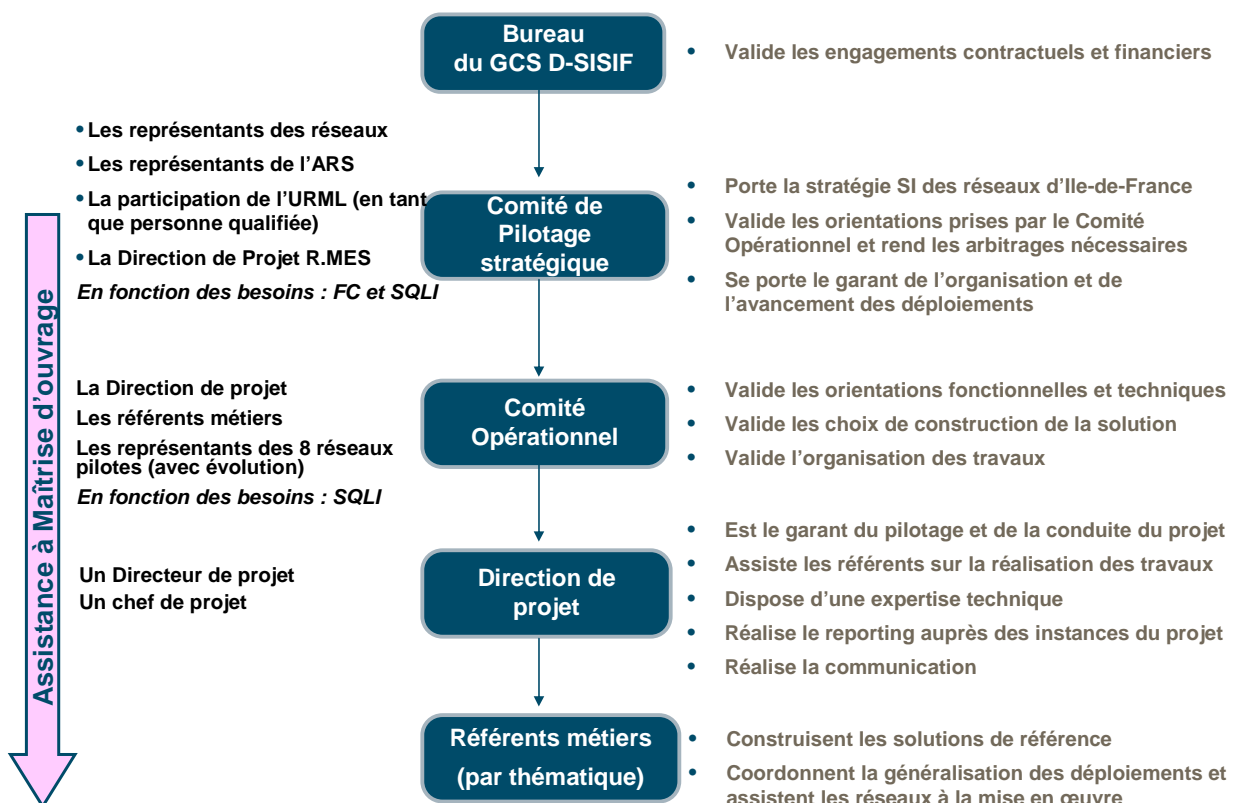 Bureau
du GCS D-SISIF
• Valide les engagements contractuels et financiers
• Les représentants des réseaux
• Les représentants de l'ARS
• La participation de l'URML (en tant
que personne qualifiée)
• La Direction de Projet R.MES
En fonction des besoins : FC et SQLI
Comité de
Pilotage
stratégique
• Porte la stratégie SI des réseaux d'Ile-de-France
• Valide les orientations prises par le Comité
Opérationnel et rend les arbitrages nécessaires
• Se porte le garant de l'organisation et de
l'avancement des déploiements
Assistance à Maîtrise d'ouvrage
La Direction de projet
Les référents métiers
Les représentants des 8 réseaux
pilotes (avec évolution)
En fonction des besoins : SQLI
Comité
Opérationnel
• Valide les orientations fonctionnelles et techniques
• Valide les choix de construction de la solution
• Valide l'organisation des travaux
Un Directeur de projet
Un chef de projet
Direction de
projet
• Est le garant du pilotage et de la conduite du projet
• Assiste les référents sur la réalisation des travaux
• Dispose d'une expertise technique
• Réalise le reporting auprès des instances du projet
• Réalise la communication
Référents métiers
(par thématique)
• Construisent les solutions de référence
• Coordonnent la généralisation des déploiements et
assistent les réseaux à la mise en œuvre